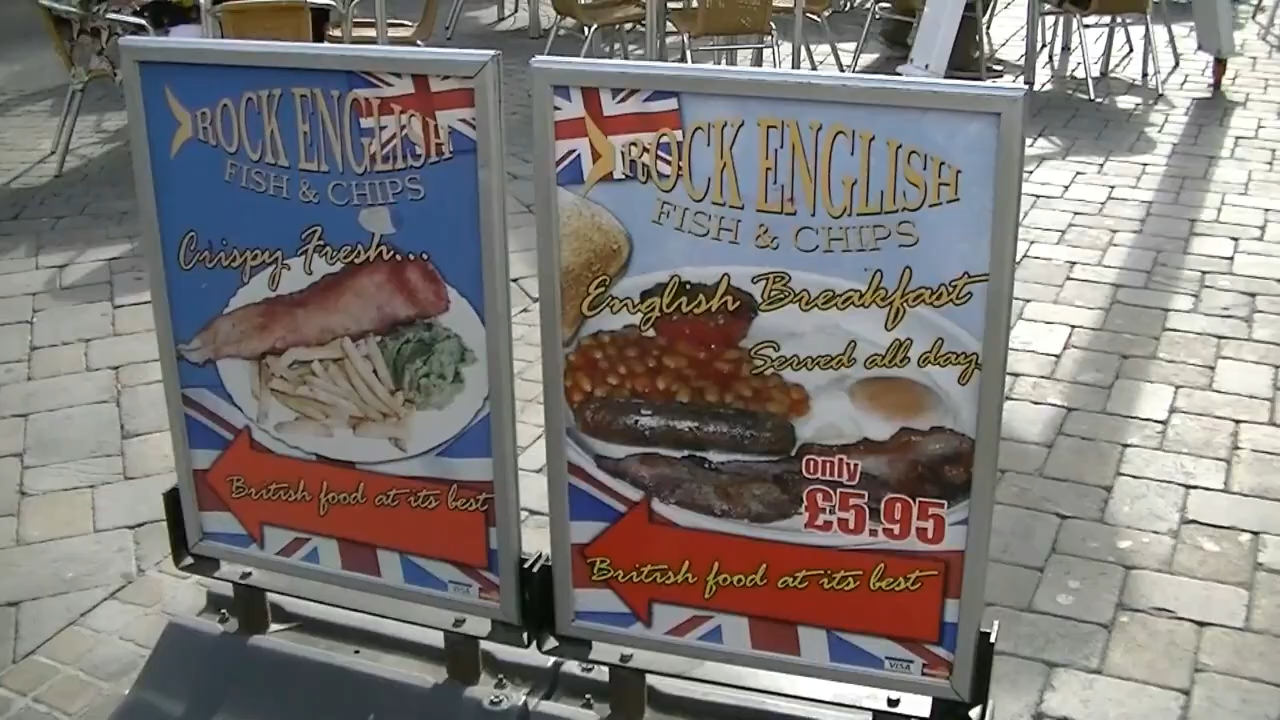 ROCK ENGLISH
FISH & CHIPS
Crispy Fresh...
British food at its best
VISA
ROCK ENGLISH
FISH & CHIPS
English Breakfast
Served all day
only
£5.95
British food at its best
VISA